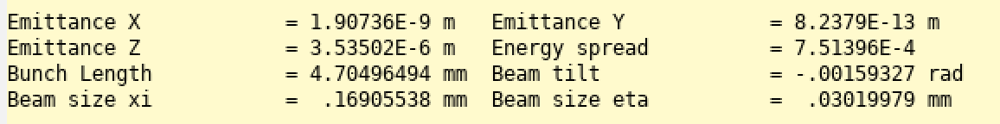 Emittance X            = 1.90736E-9 m   Emittance Y            = 8.2379E-13 m
Emittance Z            = 3.53502E-6 m   Energy spread          = 7.51396E-4
Bunch Length           = 4.70496494 mm  Beam tilt              = -.00159327 rad
Beam size xi           =  .16905538 mm  Beam size eta          =  .03019979 mm